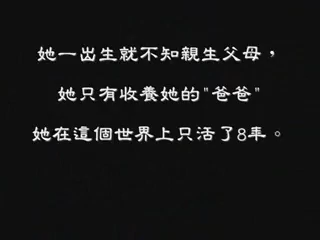 她一出生就不知親生父母，
她只有收養她的"爸爸"
她在這個世界上只活了8年。